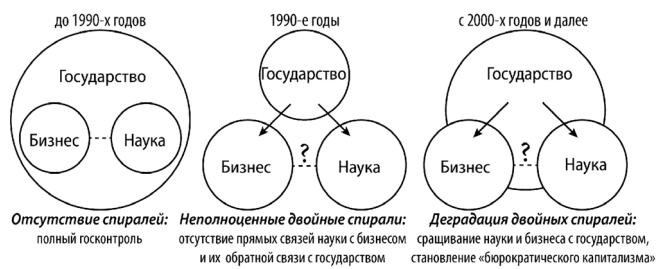 до 1990-х годов
Государство
Бизнес
Наука
Отсутствие спиралей:
полный госконтроль
1990-е годы
Государство
?
Бизнес
Наука
Неполноценные двойные спирали:
отсутствие прямых связей науки с бизнесом
и их обратной связи с государством
с 2000-х годов и далее
Государство
?
Бизнес
Наука
Деградация двойных спиралей:
сращивание науки и бизнеса с государством,
становление «бюрократического капитализма»